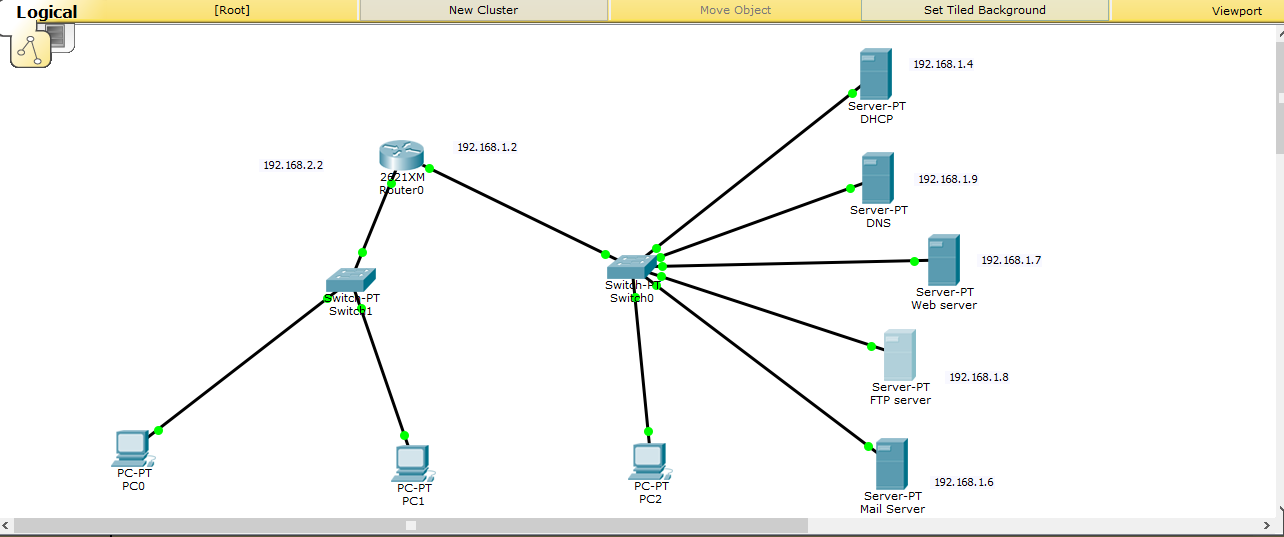 Logical
[Root]
New Cluster
Move Object
Set Tiled Background
Viewport
192.168.1.4
Server-PT
DHCP
192.168.2.2
192.168.1.2
2621XM
Router0
192.168.1.9
Server-PT
DNS
192.168.1.7
Server-PT
Web server
Switch-PT
Switch1
Switch-PT
Switch0
192.168.1.8
Server-PT
FTP server
PC-PT
PC0
PC-PT
PC1
PC-PT
PC2
192.168.1.6
Server-PT
Mail Server